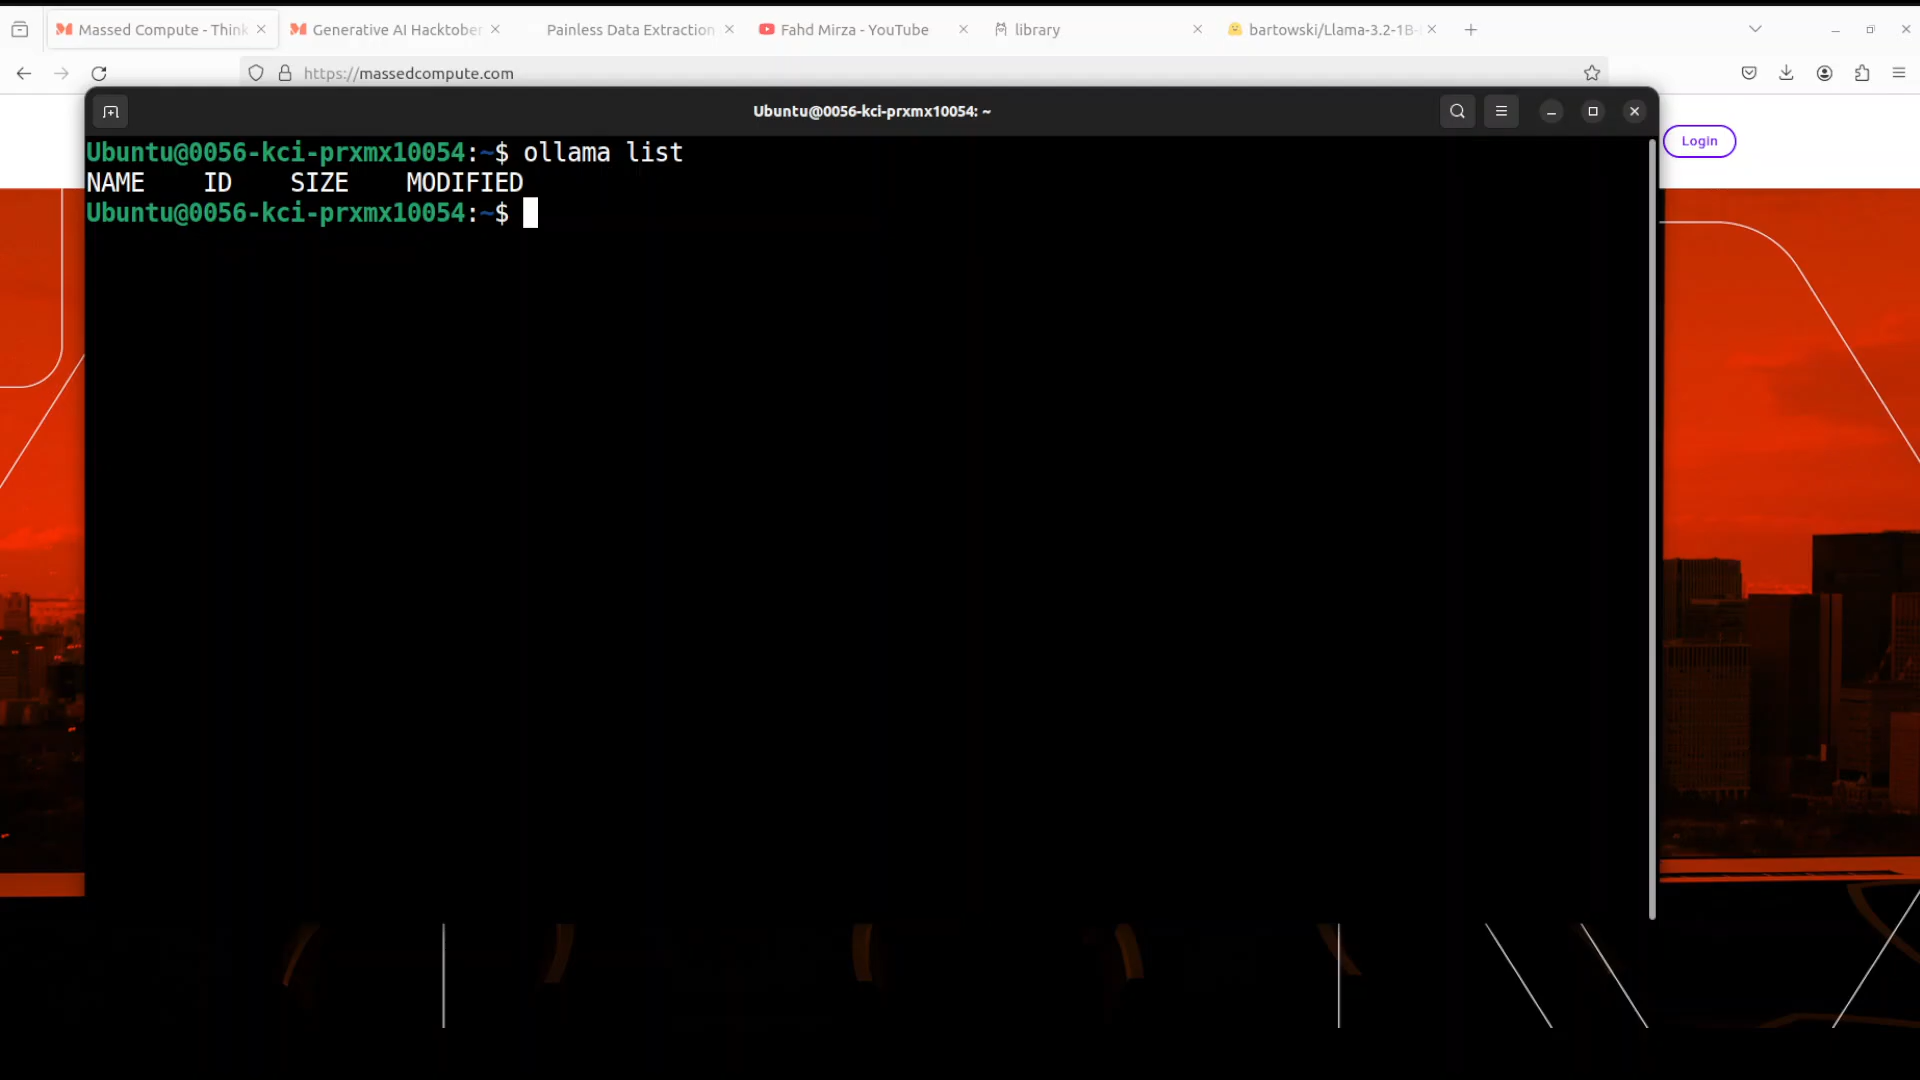 Massed Compute - Think
Generative AI Hacktober
Painless Data Extraction
Fahd Mirza - YouTube
library
bartowski/Llama-3.2-1B-
https://massedcompute.com
Ubuntu@0056-kci-prxmx10054: ~
Login
Ubuntu@0056-kci-prxmx10054:~$ ollama list
NAME    ID    SIZE    MODIFIED
Ubuntu@0056-kci-prxmx10054:~$